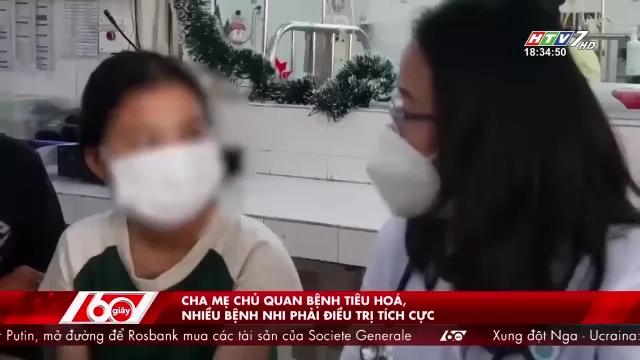 HTV7 HD
18:34:50
60 giây
CHA MẸ CHỦ QUAN BỆNH TIÊU HOÁ,
NHIỀU BỆNH NHI PHẢI ĐIỀU TRỊ TÍCH CỰC
Putin, mở đường để Rosbank mua các tài sản của Societe Generale
Xung đột Nga - Ucraina